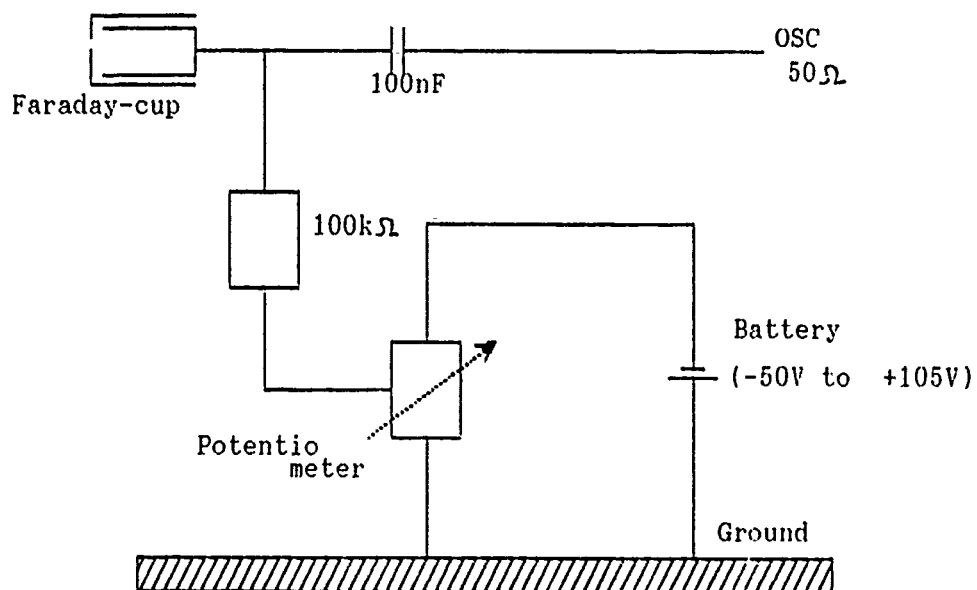 OSC
50Ω
100nF
Faraday-cup
100kΩ
Battery
(-50V to +105V)
Potentio
meter
Ground